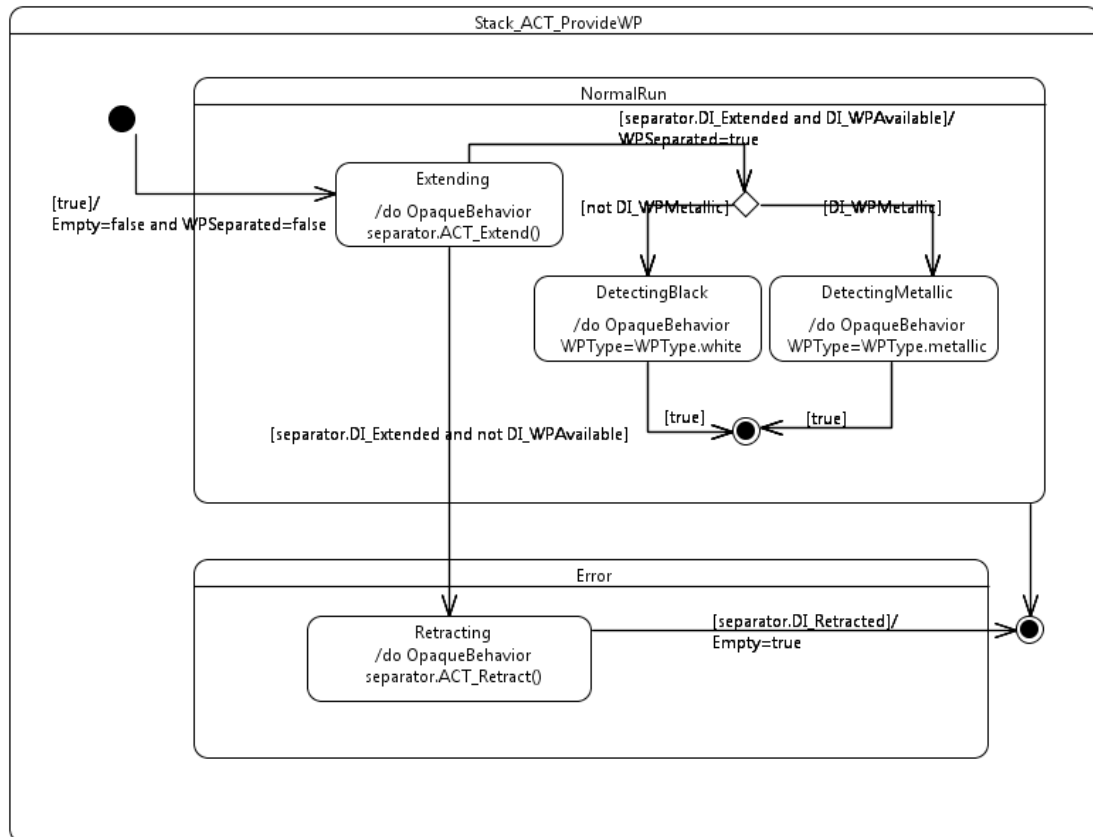 Stack_ACT_ProvideWP
NormalRun
[separator.DI_Extended and DI_WPAvailable]/
WPSeparated=true
Extending
/do OpaqueBehavior
separator.ACT_Extend()
[true]/
Empty=false and WPSeparated=false
[not DI_WPMetallic]
[DI_WPMetallic]
DetectingBlack
/do OpaqueBehavior
WPType=WPType.white
DetectingMetallic
/do OpaqueBehavior
WPType=WPType.metallic
[true]
[true]
[separator.DI_Extended and not DI_WPAvailable]
Error
Retracting
/do OpaqueBehavior
separator.ACT_Retract()
[separator.DI_Retracted]/
Empty=true